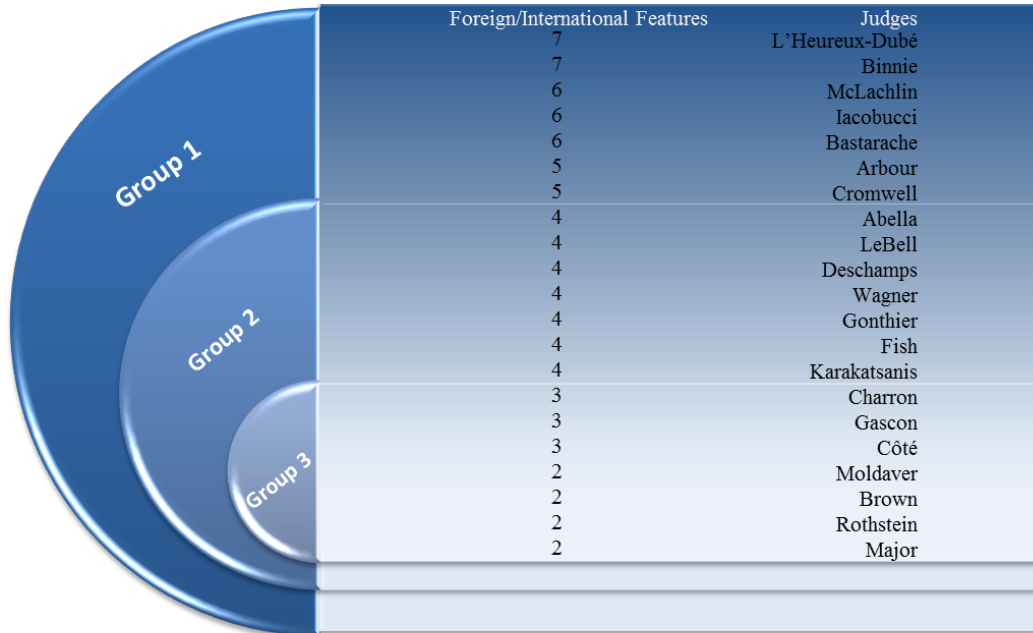 Foreign/International Features Judges
7 L'Heureux-Dubé
7 Binnie
6 McLachlin
6 Iacobucci
6 Bastarache
5 Arbour
5 Cromwell
Group 1
4 Abella
4 LeBell
4 Deschamps
4 Wagner
4 Gonthier
4 Fish
4 Karakatsanis
Group 2
3 Charron
3 Gascon
3 Côté
2 Moldaver
2 Brown
2 Rothstein
2 Major
Group 3